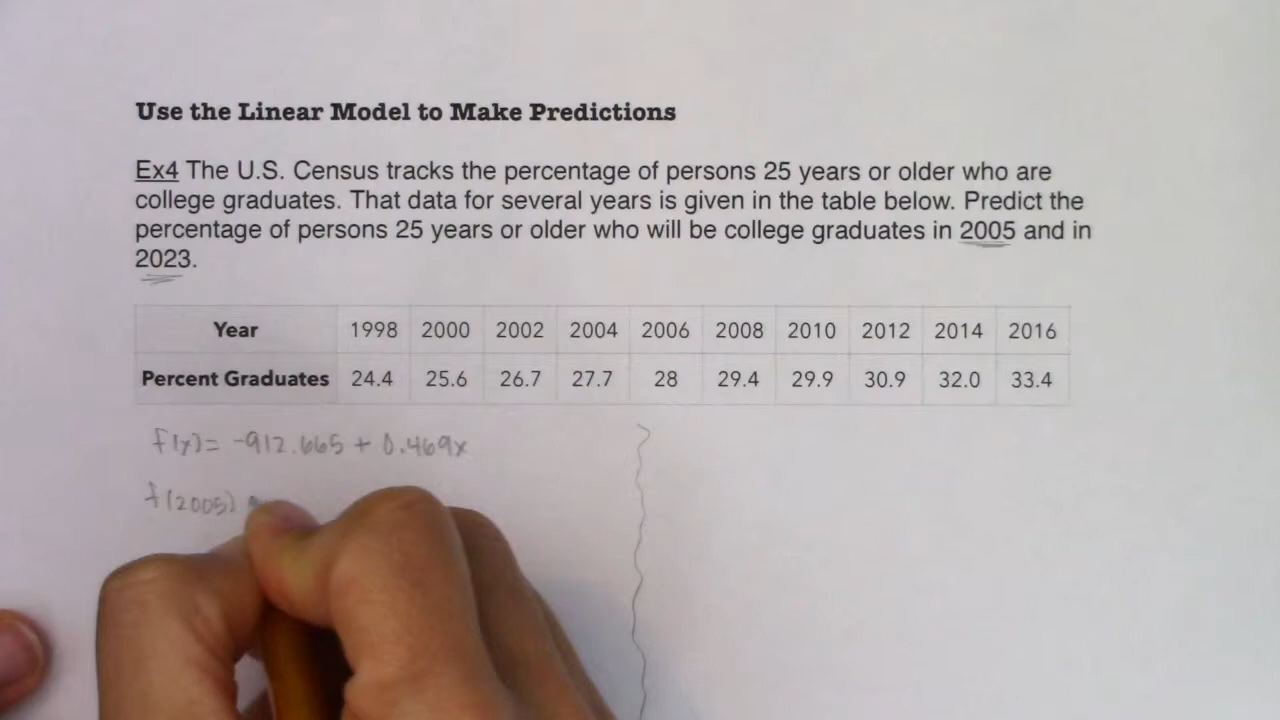 Use the Linear Model to Make Predictions
Ex4 The U.S. Census tracks the percentage of persons 25 years or older who are
college graduates. That data for several years is given in the table below. Predict the
percentage of persons 25 years or older who will be college graduates in 2005 and in
2023.
Year 1998 2000 2002 2004 2006 2008 2010 2012 2014 2016
Percent Graduates 24.4 25.6 26.7 27.7 28 29.4 29.9 30.9 32.0 33.4
f(x)= -912.665 + 0.469x
f(2005)